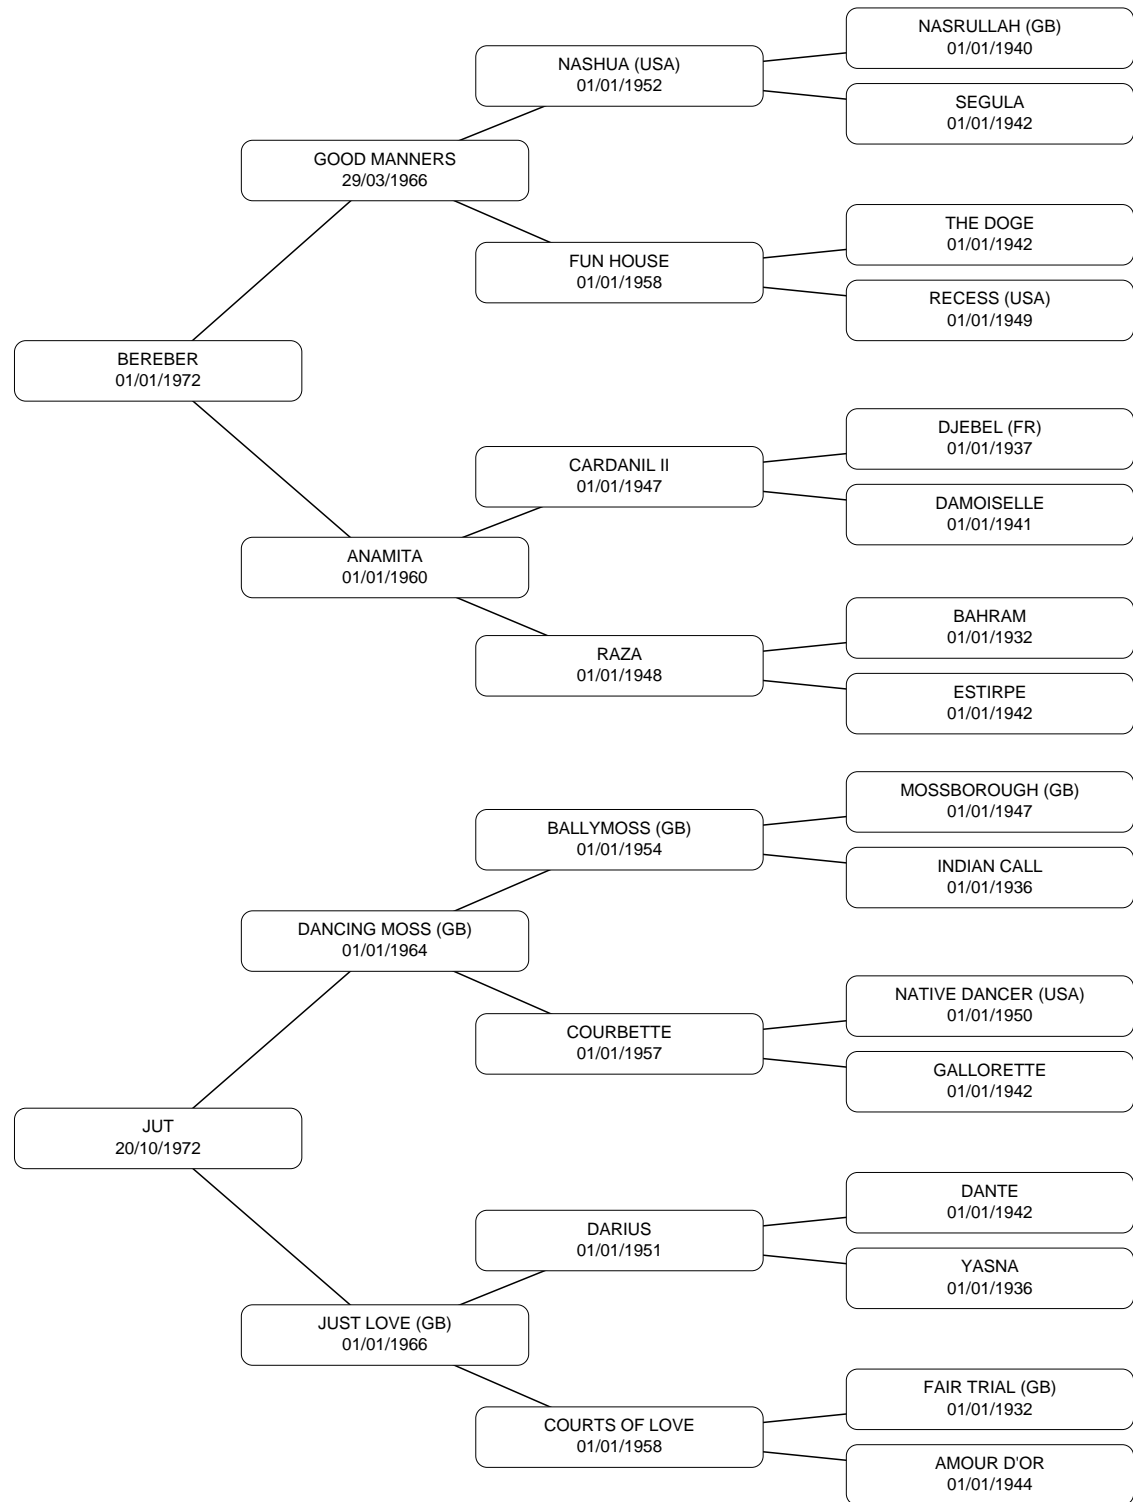 NASRULLAH (GB)
01/01/1940
NASHUA (USA)
01/01/1952
SEGULA
01/01/1942
GOOD MANNERS
29/03/1966
THE DOGE
01/01/1942
FUN HOUSE
01/01/1958
RECESS (USA)
01/01/1949
BEREBER
01/01/1972
DJEBEL (FR)
01/01/1937
CARDANIL II
01/01/1947
DAMOISELLE
01/01/1941
ANAMITA
01/01/1960
BAHRAM
01/01/1932
RAZA
01/01/1948
ESTIRPE
01/01/1942
MOSSBOROUGH (GB)
01/01/1947
BALLYMOSS (GB)
01/01/1954
INDIAN CALL
01/01/1936
DANCING MOSS (GB)
01/01/1964
NATIVE DANCER (USA)
01/01/1950
COURBETTE
01/01/1957
GALLORETTE
01/01/1942
JUT
20/10/1972
DANTE
01/01/1942
DARIUS
01/01/1951
YASNA
01/01/1936
JUST LOVE (GB)
01/01/1966
FAIR TRIAL (GB)
01/01/1932
COURTS OF LOVE
01/01/1958
AMOUR D'OR
01/01/1944